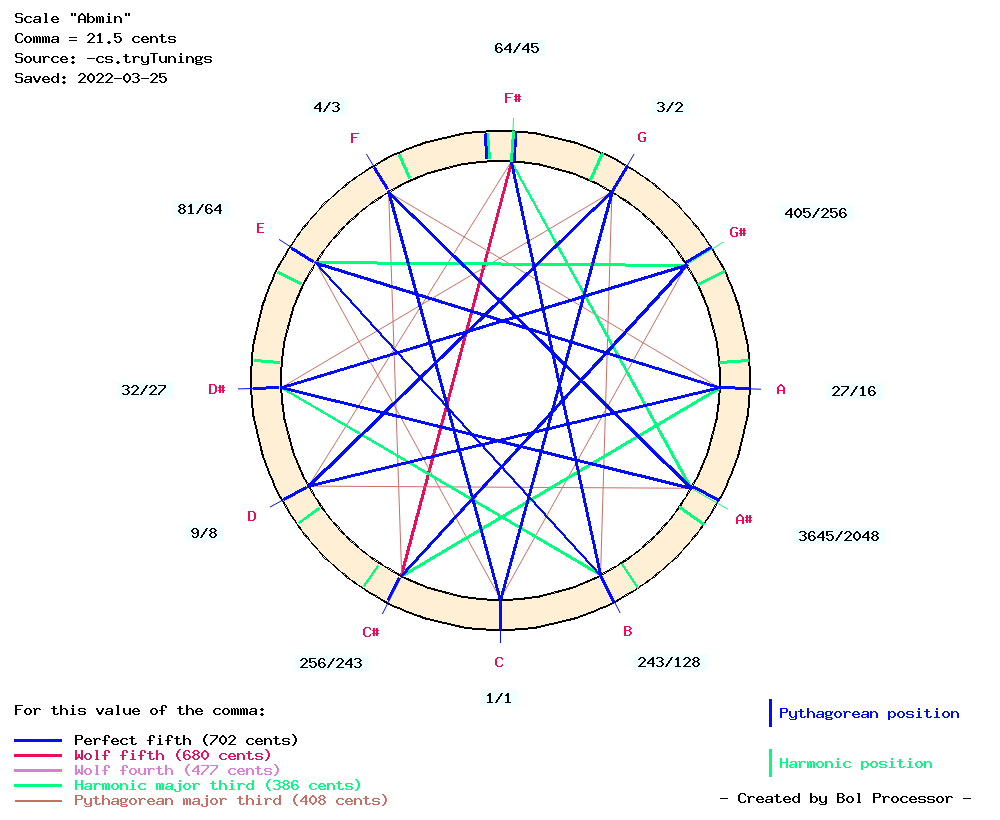 Scale "Abmin"
Comma = 21.5 cents
Source: -cs.tryTunings
Saved: 2022-03-25
64/45
F#
4/3
3/2
F
G
81/64
405/256
E
G#
32/27
D#
A
27/16
D
A#
9/8
3645/2048
C#
B
256/243
C
243/128
1/1
For this value of the comma:
Perfect fifth (702 cents)
Wolf fifth (680 cents)
Wolf fourth (477 cents)
Harmonic major third (386 cents)
Pythagorean major third (408 cents)
Pythagorean position
Harmonic position
- Created by Bol Processor -